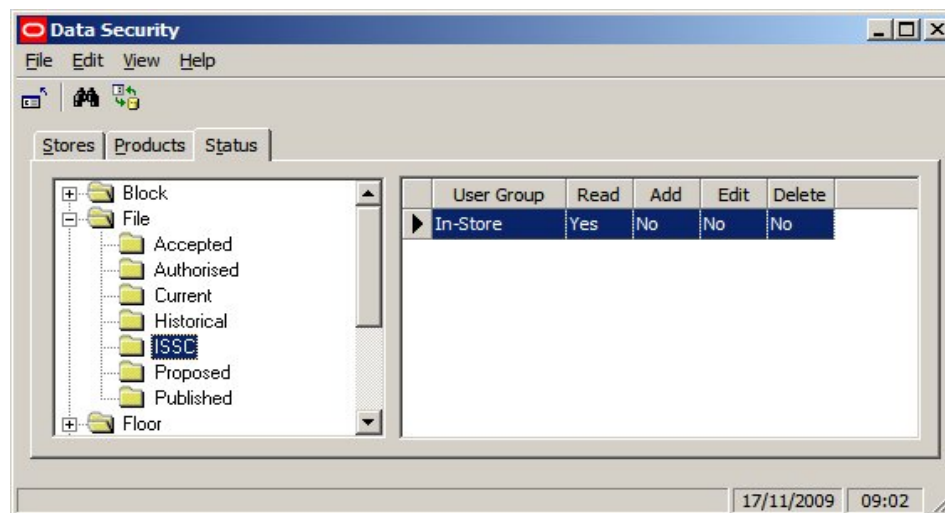 Data Security
File Edit View Help
Stores Products Status
Block
File
Accepted
Authorised
Current
Historical
ISSC
Proposed
Published
Floor
User Group Read Add Edit Delete
In-Store Yes No No No
17/11/2009 09:02